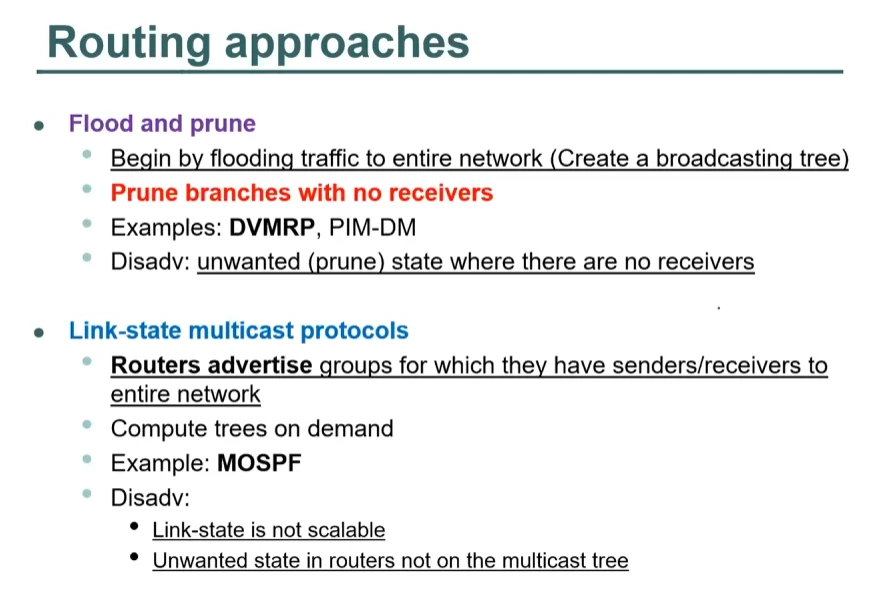 Routing approaches
Flood and prune
Begin by flooding traffic to entire network (Create a broadcasting tree)
Prune branches with no receivers
Examples: DVMRP, PIM-DM
Disadv: unwanted (prune) state where there are no receivers
Link-state multicast protocols
Routers advertise groups for which they have senders/receivers to
entire network
Compute trees on demand
Example: MOSPF
Disadv:
Link-state is not scalable
Unwanted state in routers not on the multicast tree